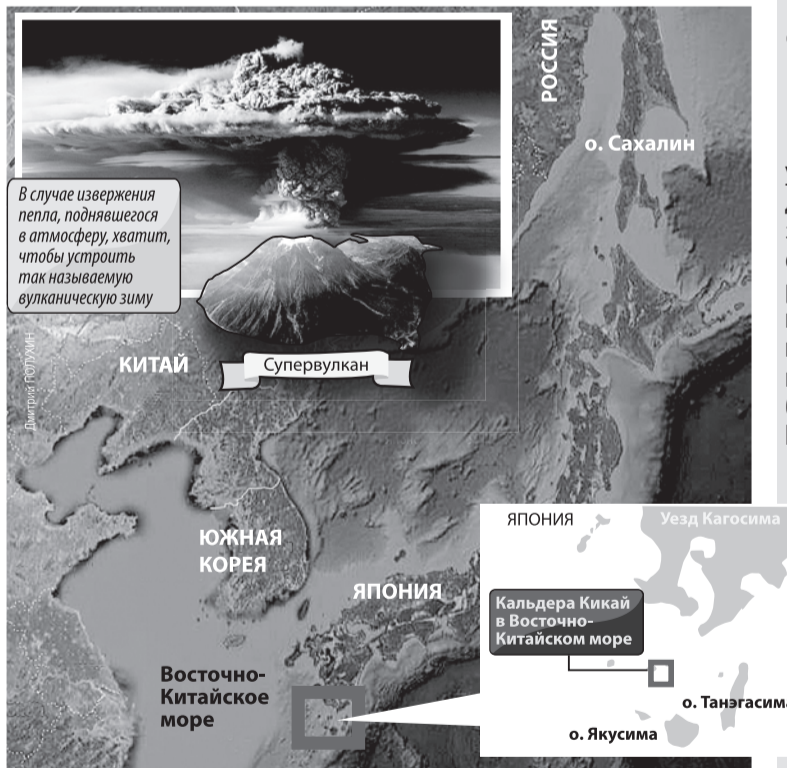 РОССИЯ
о. Сахалин
В случае извержения
пепла, поднявшегося
в атмосферу, хватит,
чтобы устроить
так называемую
вулканическую зиму
Супервулкан
КИТАЙ
Дмитрий ПОЛУХИН
ЮЖНАЯ
КОРЕЯ
ЯПОНИЯ
Восточно-
Китайское
море
ЯПОНИЯ
Уезд Кагосима
Кальдера Кикай
в Восточно-
Китайском море
о. Танэгасима
о. Якусима